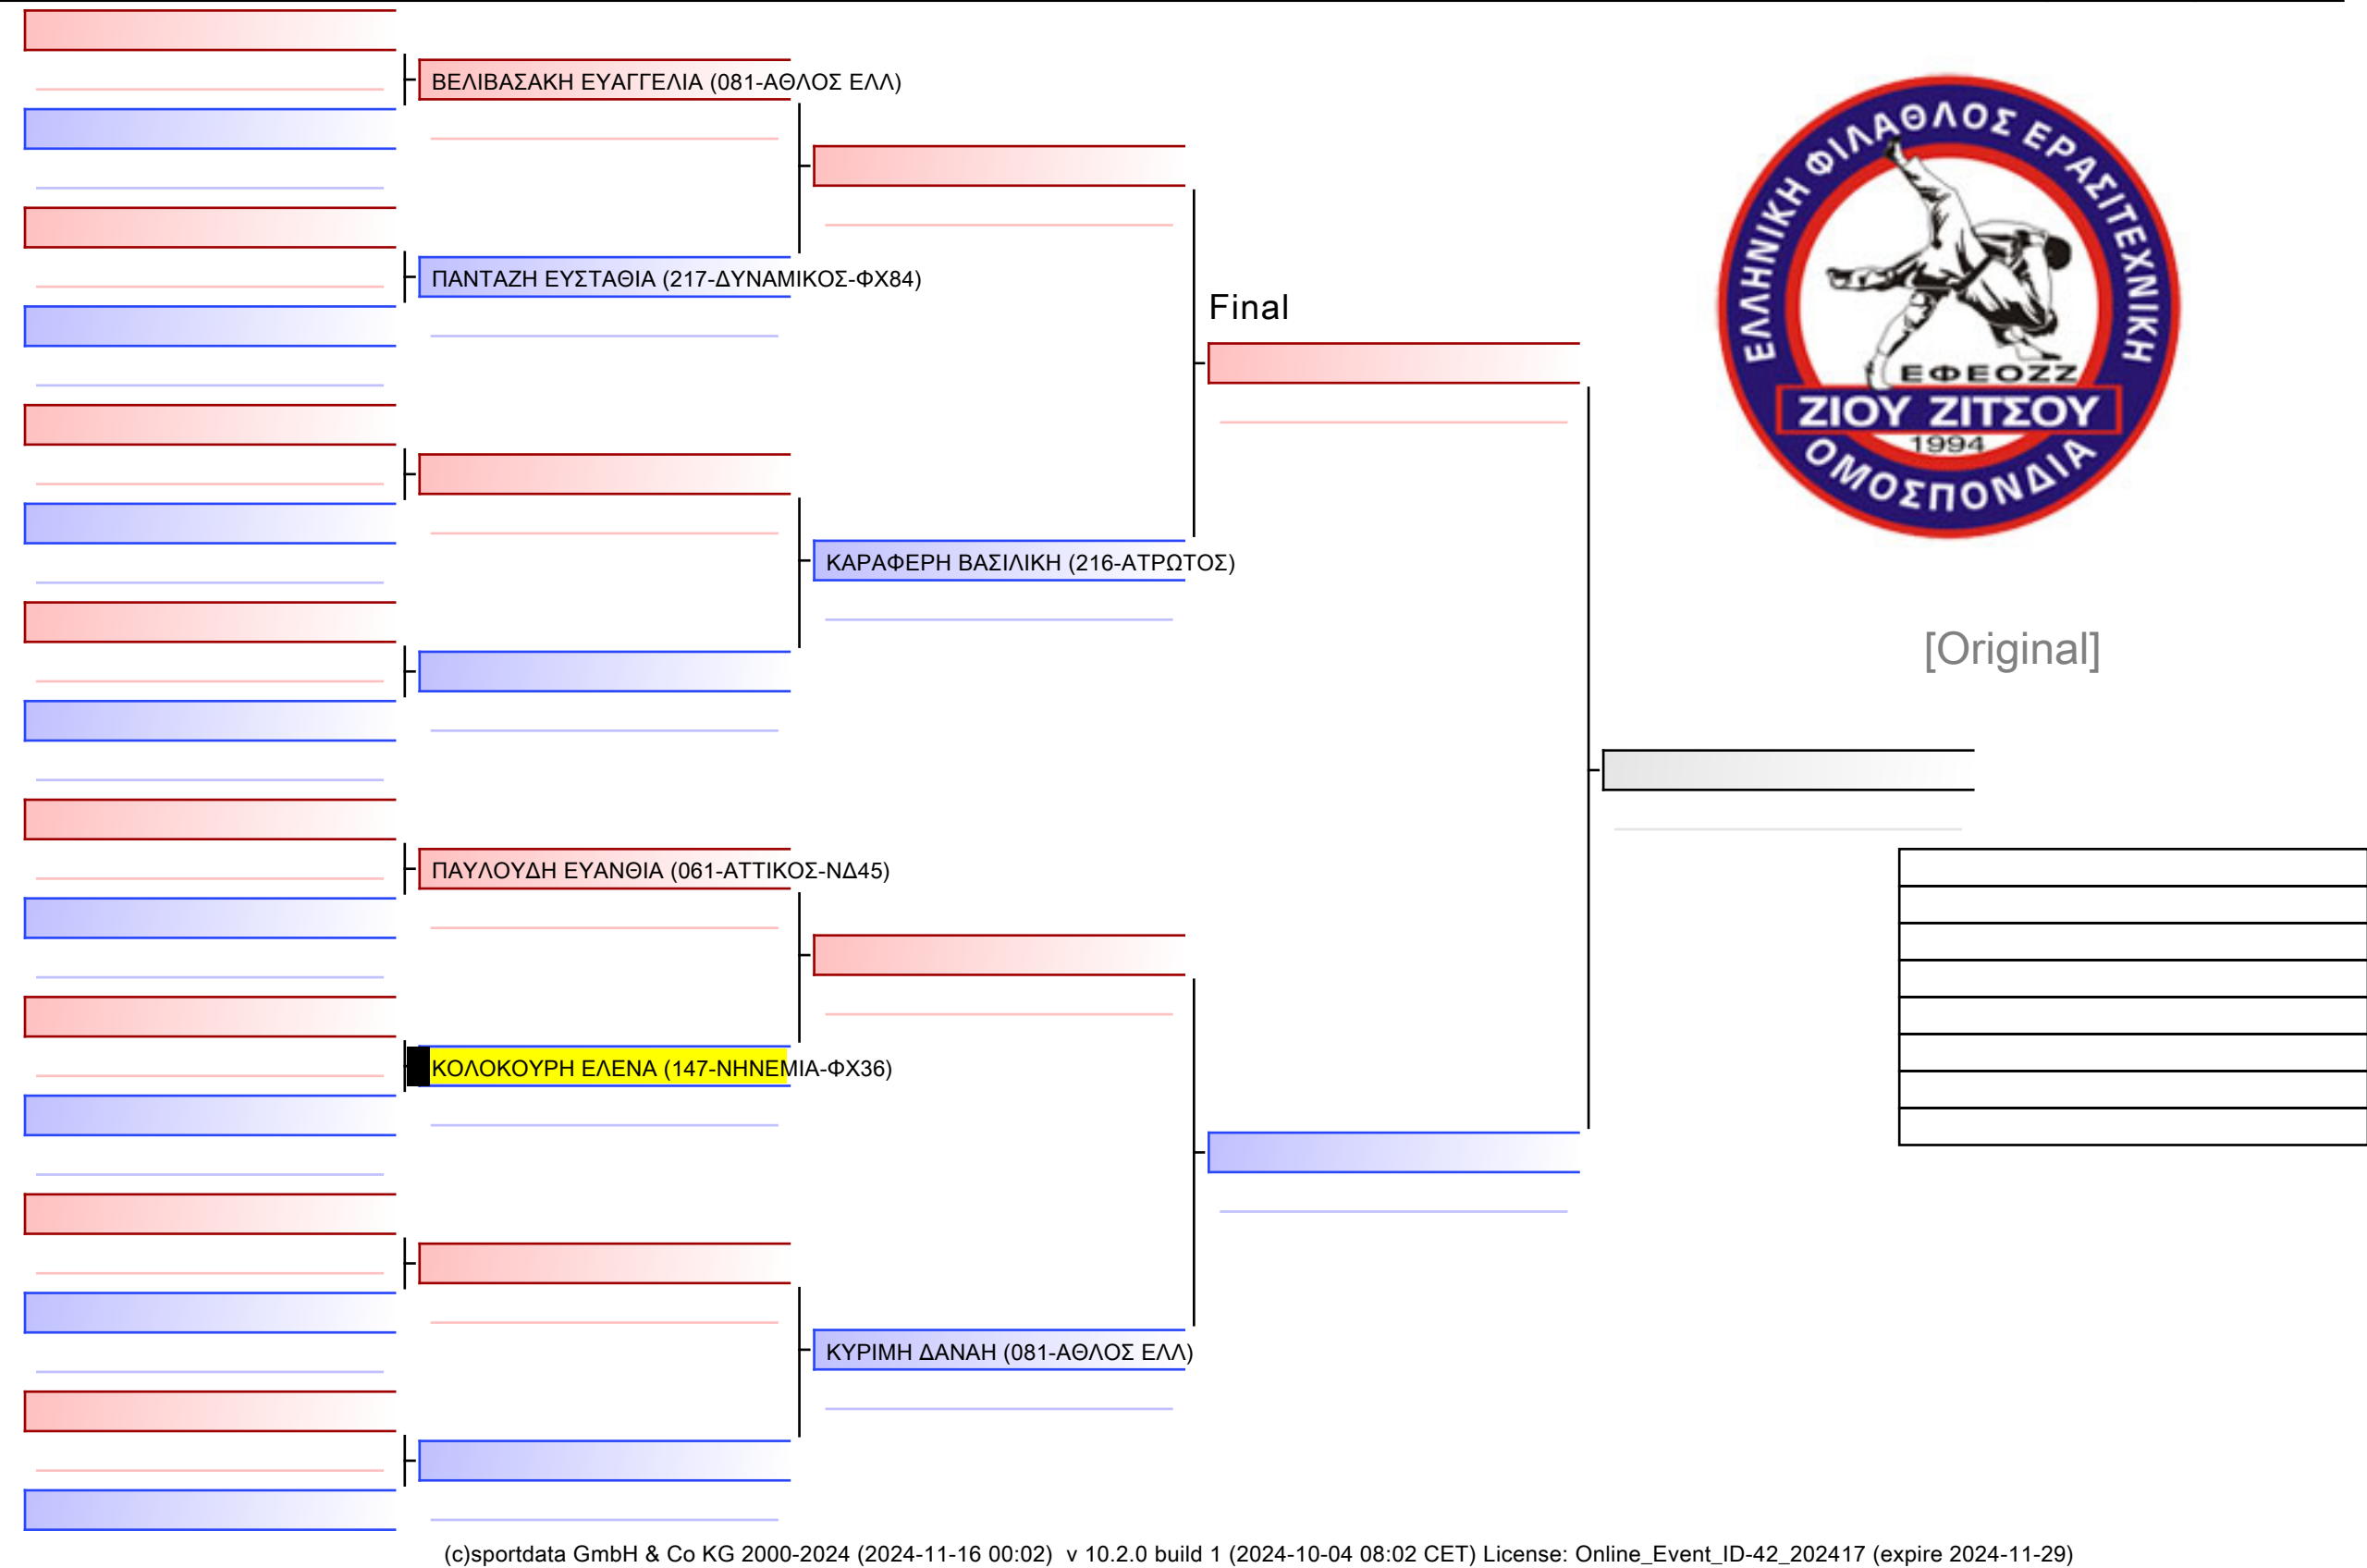 ΒΕΛΙΒΑΣΑΚΗ ΕΥΑΓΓΕΛΙΑ (081-ΑΘΛΟΣ ΕΛΛ)
ΠΑΝΤΑΖΗ ΕΥΣΤΑΘΙΑ (217-ΔΥΝΑΜΙΚΟΣ-ΦΧ84)
Final
ΕΛΛΗΝΙΚΗ ΦΙΛΑΘΛΟΣ ΕΡΑΣΙΤΕΧΝΙΚΗ
ΕΦΕΟΖΖ
ΖΙΟΥ ΖΙΤΣΟΥ
1994
ΟΜΟΣΠΟΝΔΙΑ
ΚΑΡΑΦΕΡΗ ΒΑΣΙΛΙΚΗ (216-ΑΤΡΩΤΟΣ)
[Original]
ΠΑΥΛΟΥΔΗ ΕΥΑΝΘΙΑ (061-ΑΤΤΙΚΟΣ-ΝΔ45)
ΚΟΛΟΚΟΥΡΗ ΕΛΕΝΑ (147-ΝΗΝΕΜΙΑ-ΦΧ36)
ΚΥΡΙΜΗ ΔΑΝΑΗ (081-ΑΘΛΟΣ ΕΛΛ)
(c)sportdata GmbH & Co KG 2000-2024 (2024-11-16 00:02)  v 10.2.0 build 1 (2024-10-04 08:02 CET) License: Online_Event_ID-42_202417 (expire 2024-11-29)